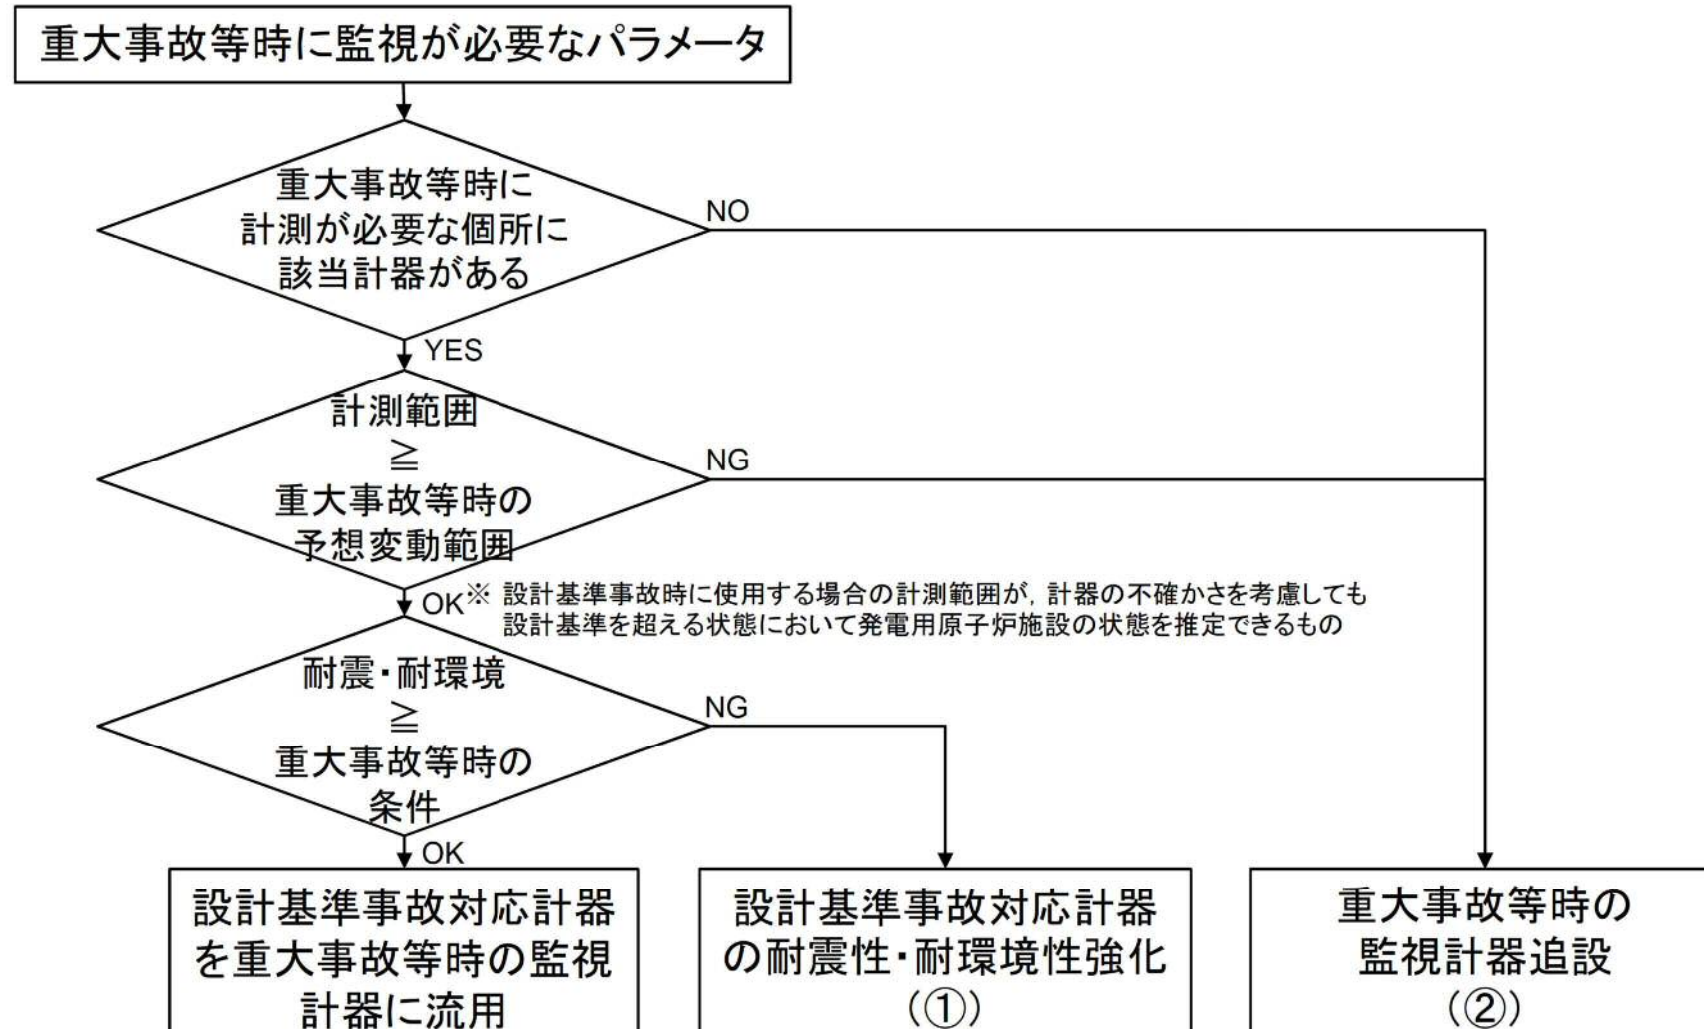 重大事故等時に監視が必要なパラメータ
重大事故等時に
計測が必要な個所に
該当計器がある
NO
YES
計測範囲
≧
重大事故等時の
予想変動範囲
NG
OK※ 設計基準事故時に使用する場合の計測範囲が，計器の不確かさを考慮しても
設計基準を超える状態において発電用原子炉施設の状態を推定できるもの
耐震・耐環境
≧
重大事故等時の
条件
NG
OK
設計基準事故対応計器
を重大事故等時の監視
計器に流用
設計基準事故対応計器
の耐震性・耐環境性強化
(①)
重大事故等時の
監視計器追設
(②)